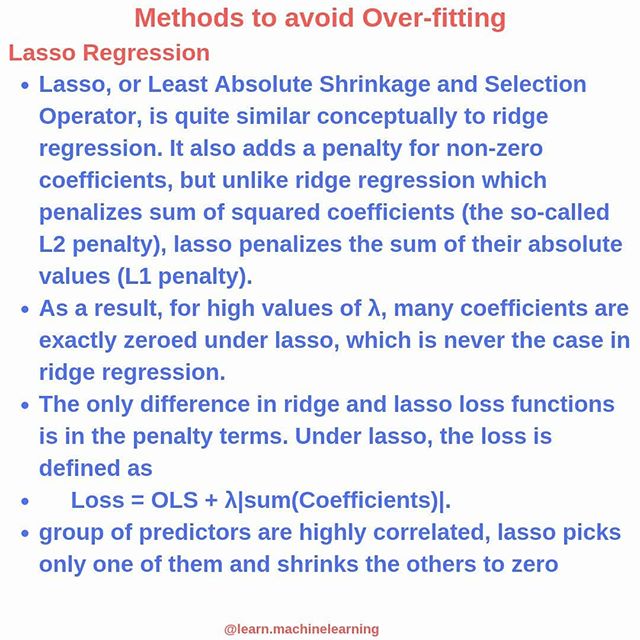 Methods to avoid Over-fitting
Lasso Regression
• Lasso, or Least Absolute Shrinkage and Selection
Operator, is quite similar conceptually to ridge
regression. It also adds a penalty for non-zero
coefficients, but unlike ridge regression which
penalizes sum of squared coefficients (the so-called
L2 penalty), lasso penalizes the sum of their absolute
values (L1 penalty).
• As a result, for high values of λ, many coefficients are
exactly zeroed under lasso, which is never the case in
ridge regression.
• The only difference in ridge and lasso loss functions
is in the penalty terms. Under lasso, the loss is
defined as
• Loss = OLS + λ|sum(Coefficients)|.
• group of predictors are highly correlated, lasso picks
only one of them and shrinks the others to zero
@learn.machinelearning